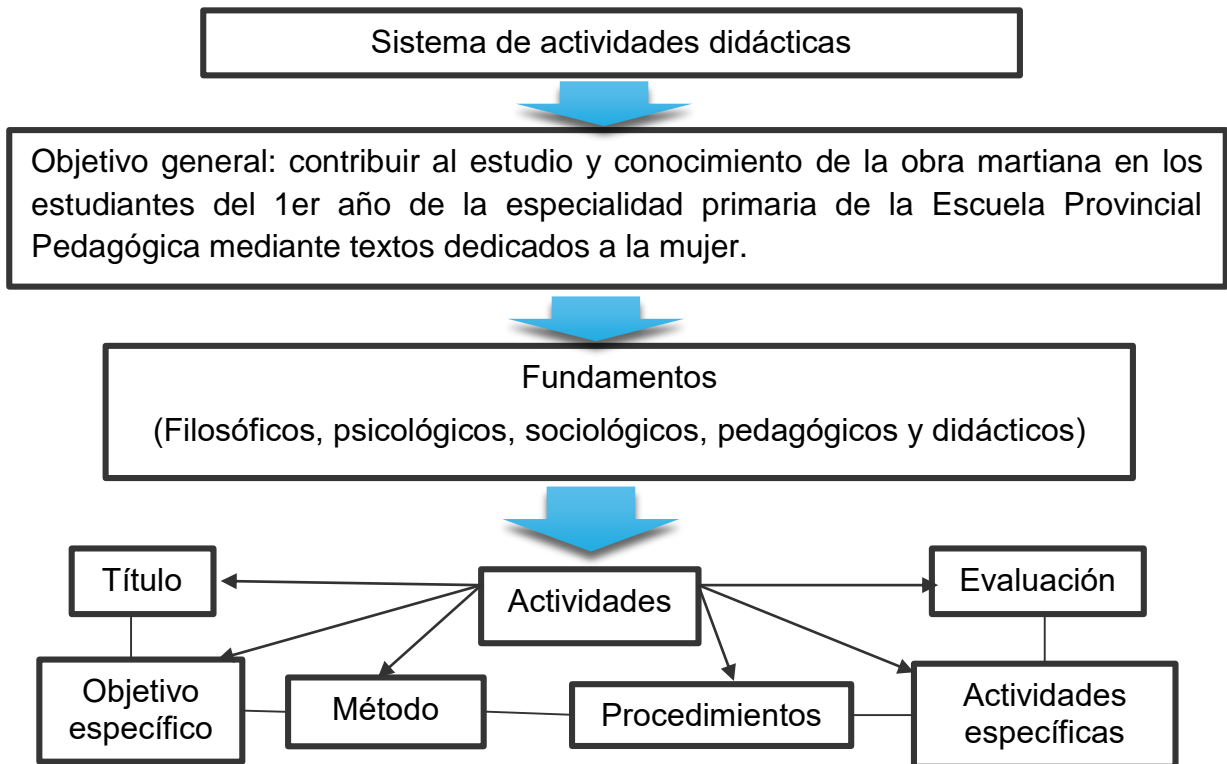 Sistema de actividades didácticas
Objetivo general: contribuir al estudio y conocimiento de la obra martiana en los
estudiantes del 1er año de la especialidad primaria de la Escuela Provincial
Pedagógica mediante textos dedicados a la mujer.
Fundamentos
(Filosóficos, psicológicos, sociológicos, pedagógicos y didácticos)
Título
Actividades
Evaluación
Objetivo
específico
Método
Procedimientos
Actividades
específicas